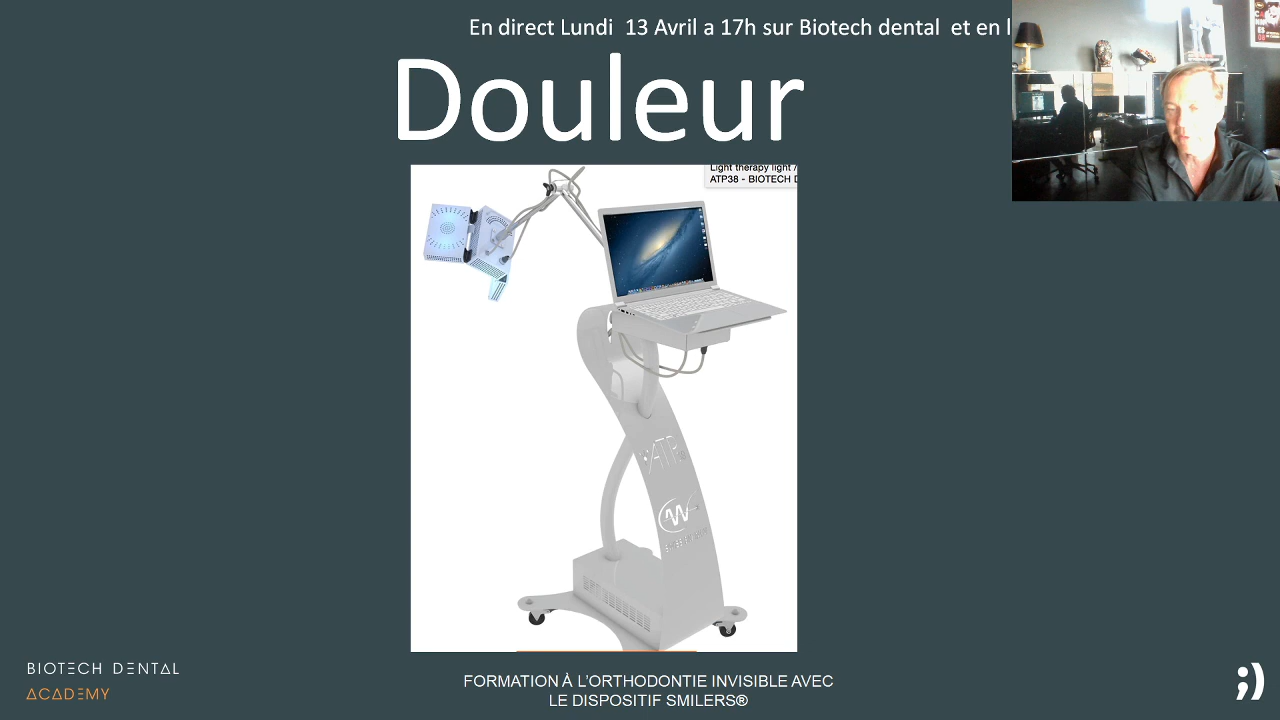 En direct Lundi 13 Avril a 17h sur Biotech dental et en
Douleur
Light therapy light /
ATP38 - BIOTECH
BIOTECH DENTAL
ACADEMY
FORMATION À L'ORTHODONTIE INVISIBLE AVEC
LE DISPOSITIF SMILERS®
;)